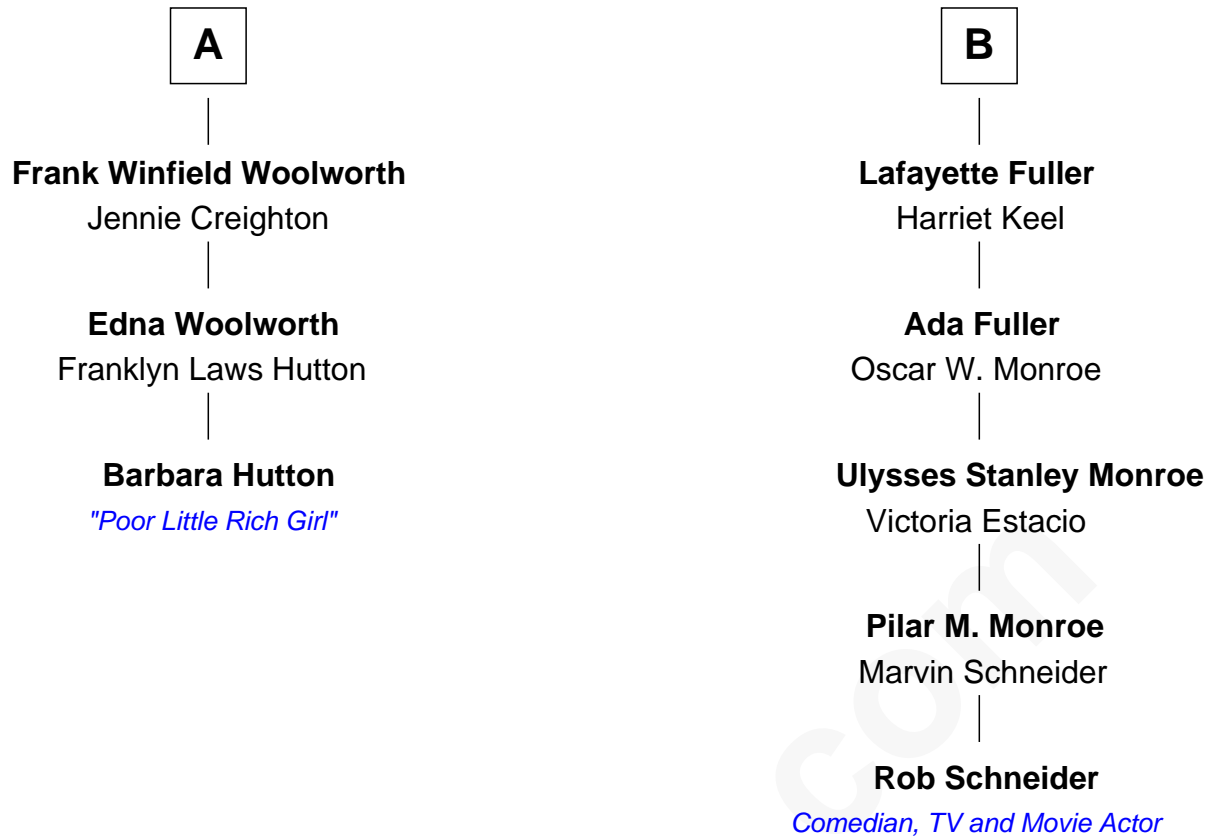 A
Frank Winfield Woolworth
Jennie Creighton
Edna Woolworth
Franklyn Laws Hutton
Barbara Hutton
"Poor Little Rich Girl"
B
Lafayette Fuller
Harriet Keel
Ada Fuller
Oscar W. Monroe
Ulysses Stanley Monroe
Victoria Estacio
Pilar M. Monroe
Marvin Schneider
Rob Schneider
Comedian, TV and Movie Actor
com